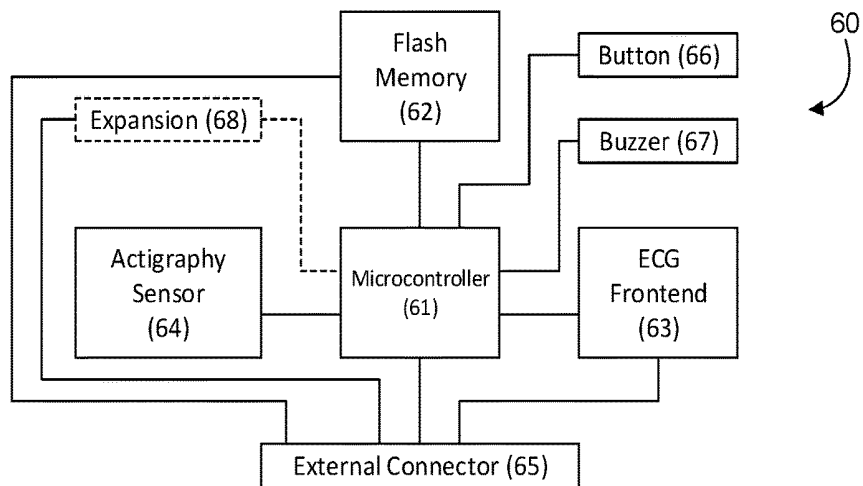 60
Flash
Memory
(62)
Button (66)
Expansion (68)
Buzzer (67)
Actigraphy
Sensor
(64)
Microcontroller
(61)
ECG
Frontend
(63)
External Connector (65)